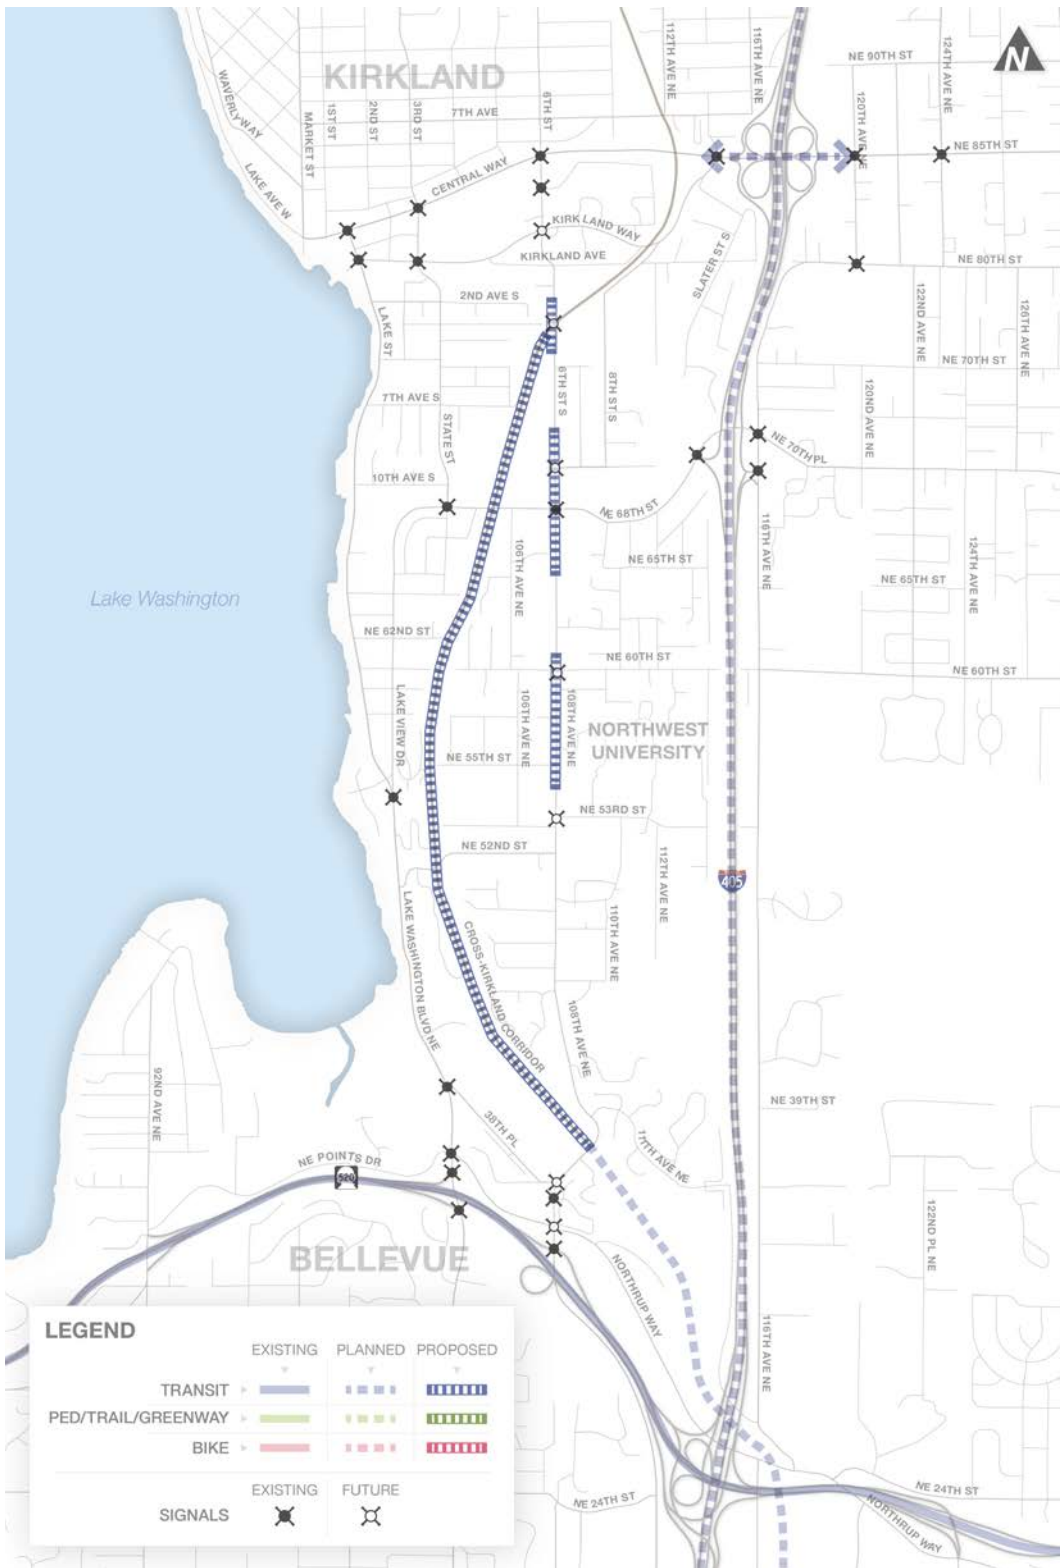 112TH AVE NE
116TH AVE NE
124TH AVE NE
N
NE 90TH ST
KIRKLAND
WAVERLY WAY
MARKET ST
1ST ST
2ND ST
3RD ST
7TH AVE
6TH ST
120TH AVE NE
NE 85TH ST
CENTRAL WAY
LAKE AVE W
KIRKLAND WAY
KIRKLAND AVE
SLATER ST S
NE 80TH ST
2ND AVE S
LAKE ST
122ND AVE NE
126TH AVE NE
NE 70TH ST
6TH ST S
8TH ST S
7TH AVE S
STATE ST
120ND AVE NE
NE 70TH PL
10TH AVE S
NE 68TH ST
116TH AVE NE
106TH AVE NE
NE 65TH ST
124TH AVE NE
NE 65TH ST
Lake Washington
NE 62ND ST
NE 60TH ST
NE 60TH ST
LAKE VIEW DR
106TH AVE NE
108TH AVE NE
NORTHWEST
UNIVERSITY
NE 55TH ST
NE 53RD ST
NE 52ND ST
112TH AVE NE
405
LAKE WASHINGTON BLVD NE
CROSS-KIRKLAND CORRIDOR
110TH AVE NE
108TH AVE NE
92ND AVE NE
NE 39TH ST
38TH PL
NE POINTS DR
520
122ND PL NE
BELLEVUE
NORTHRUP WAY
116TH AVE NE
LEGEND
EXISTING PLANNED PROPOSED
TRANSIT
PED/TRAIL/GREENWAY
BIKE
EXISTING FUTURE
SIGNALS
NE 24TH ST
NE 24TH ST
NORTHRUP WAY